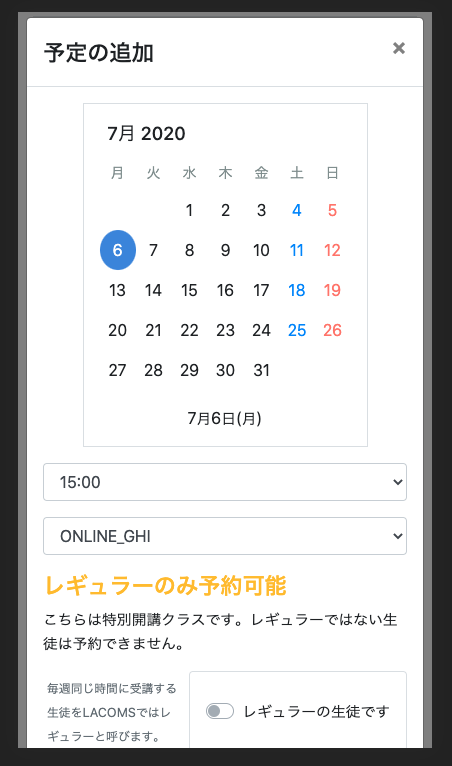 予定の追加 ×
7月 2020
月 火 水 木 金 土 日
1 2 3 4 5
6 7 8 9 10 11 12
13 14 15 16 17 18 19
20 21 22 23 24 25 26
27 28 29 30 31
7月6日(月)
15:00
ONLINE_GHI
レギュラーのみ予約可能
こちらは特別開講クラスです。レギュラーではない生
徒は予約できません。
毎週同じ時間に受講する
生徒をLACOMSではレ
ギュラーと呼びます。
レギュラーの生徒です